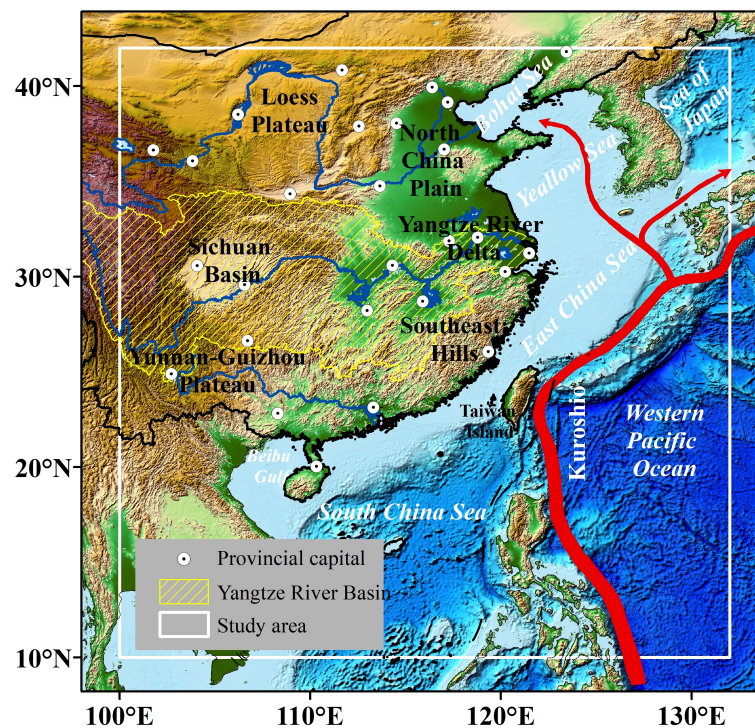 40°N
30°N
20°N
10°N
100°E
110°E
120°E
130°E
Loess
Plateau
North
China
Plain
Bohai Sea
Sea of
Japan
Yeallow Sea
Sichuan
Basin
Yangtze River
Delta
East China Sea
Southeast
Hills
Yunnan-Guizhou
Plateau
Taiwan
Island
Kuroshio
Western
Pacific
Ocean
Beibu
Gulf
South China Sea
Provincial capital
Yangtze River Basin
Study area